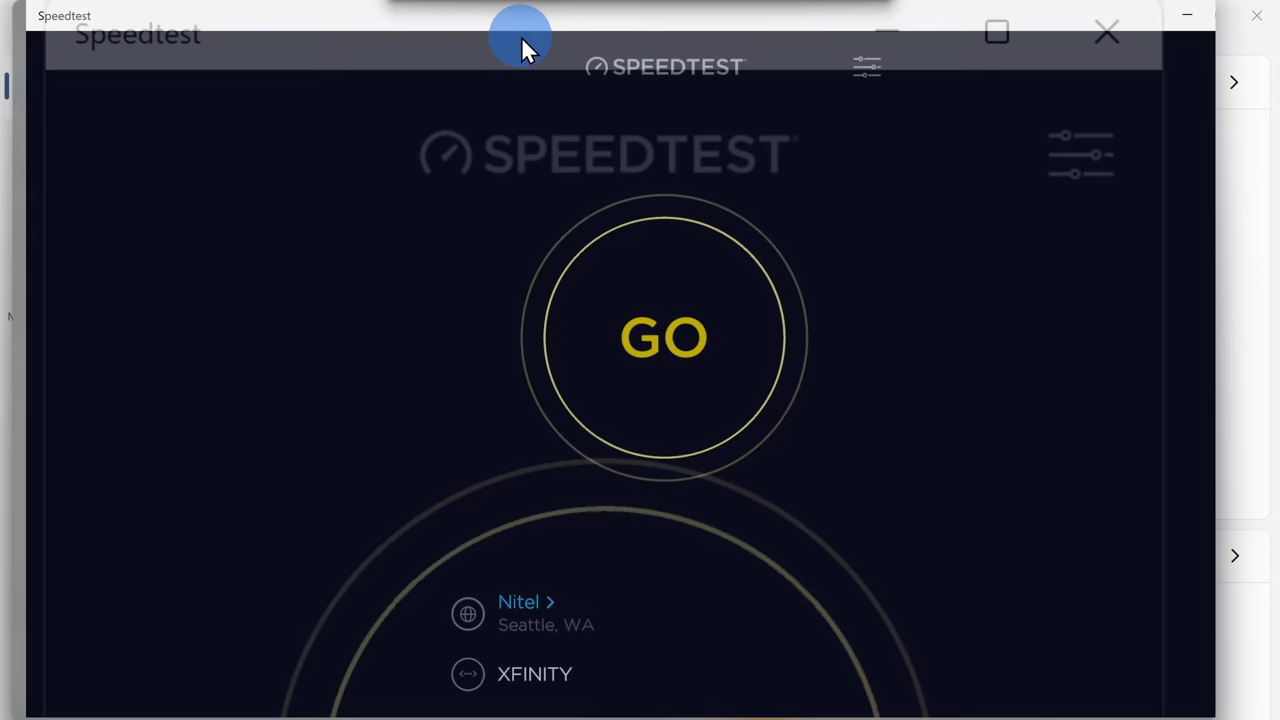 Speedtest
Speedtest
SPEEDTEST
SPEEDTEST
GO
Nitel >
Seattle, WA
XFINITY